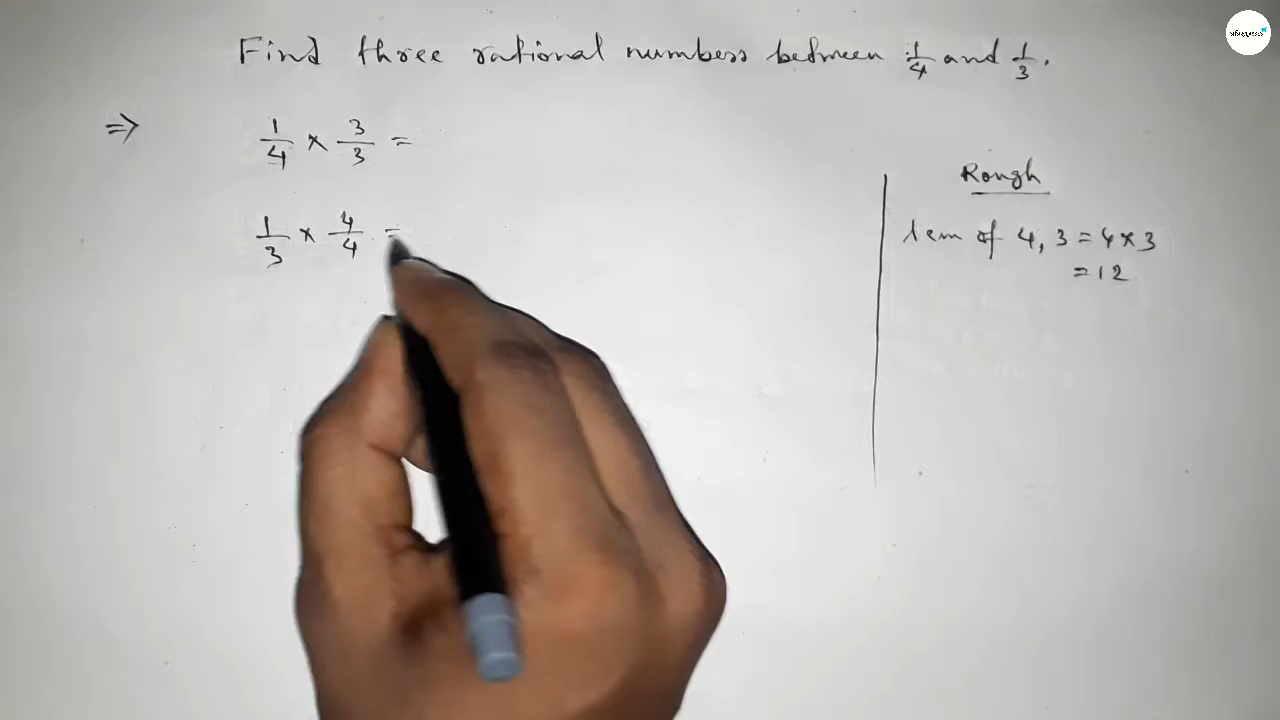 Find three rational numbers between 1/4 and 1/3.
⇒ 1/4 × 3/3 =
1/3 × 4/4 =
Rough
lcm of 4, 3 = 4×3
= 12